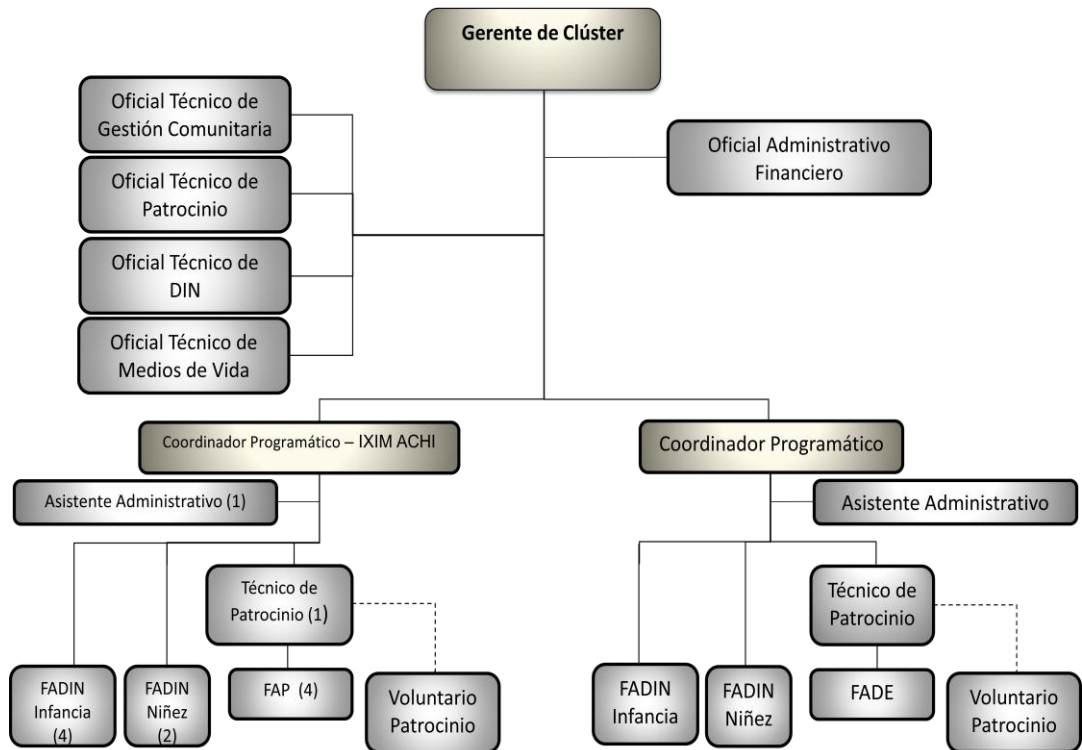 Gerente de Clúster
Oficial Técnico de
Gestión Comunitaria
Oficial Administrativo
Financiero
Oficial Técnico de
Patrocinio
Oficial Técnico de
DIN
Oficial Técnico de
Medios de Vida
Coordinador Programático – IXIM ACHI
Coordinador Programático
Asistente Administrativo (1)
Asistente Administrativo
Técnico de
Patrocinio (1)
Técnico de
Patrocinio
FADIN
Infancia
(4)
FADIN
Niñez
(2)
FAP (4)
Voluntario
Patrocinio
FADIN
Infancia
FADIN
Niñez
FADE
Voluntario
Patrocinio